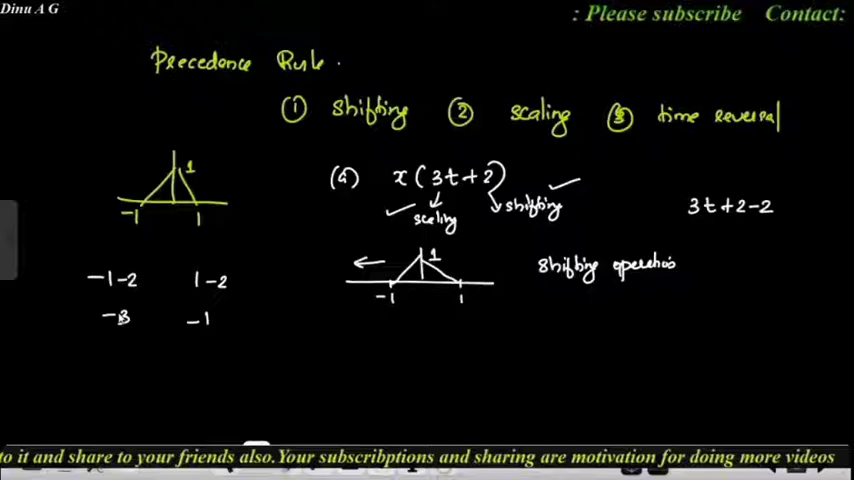 Dinu A G
: Please subscribe Contact:
Precedence Rule .
① shifting ② scaling ③ time reversal
1
-1 1
(a) x(3t+2)
shifting
scaling
3t+2-2
1
-1 1
shifting operation
-1-2 1-2
-3 -1
to it and share to your friends also.Your subscribptions and sharing are motivation for doing more videos